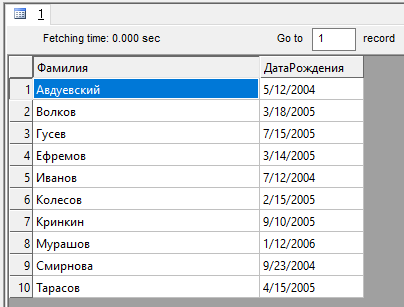 1
Fetching time: 0.000 sec Go to 1 record
Фамилия ДатаРождения
1 Авдуевский 5/12/2004
2 Волков 3/18/2005
3 Гусев 7/15/2005
4 Ефремов 3/14/2005
5 Иванов 7/12/2004
6 Колесов 2/15/2005
7 Кринкин 9/10/2005
8 Мурашов 1/12/2006
9 Смирнова 9/23/2004
10 Тарасов 4/15/2005